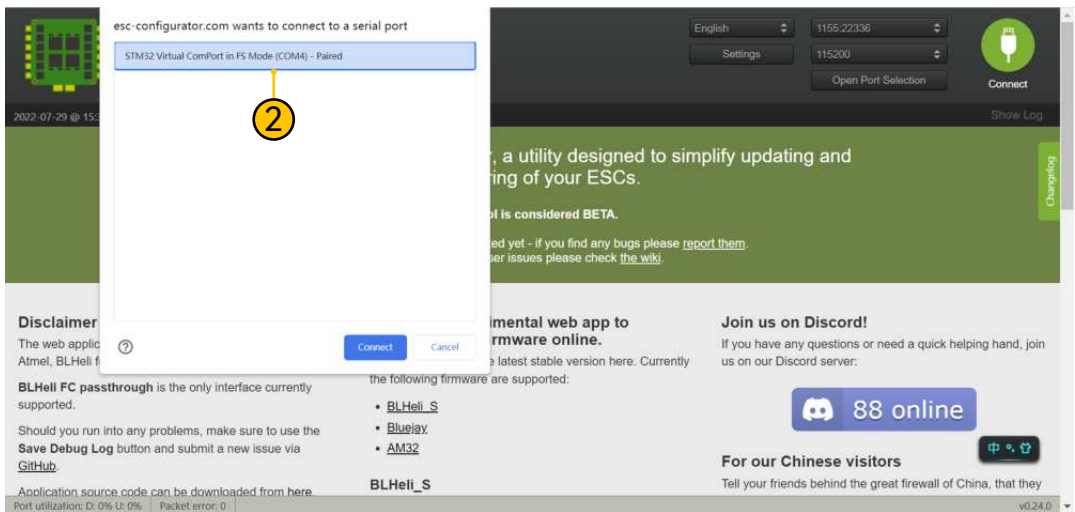 esc-configurator.com wants to connect to a serial port
STM32 Virtual ComPort in FS Mode (COM4) - Paired
2
Connect
Cancel
English
1155:22336
Settings
115200
Open Port Selection
Connect
2022-07-29 @ 15:
Show Log
Changelog
, a utility designed to simplify updating and
ring of your ESCs.
ol is considered BETA.
ed yet - if you find any bugs please report them.
ser issues please check the wiki.
Disclaimer
The web applic
Atmel, BLHeli f
BLHeli FC passthrough is the only interface currently
supported.
Should you run into any problems, make sure to use the
Save Debug Log button and submit a new issue via
GitHub.
Application source code can be downloaded from here.
imental web app to
rmware online.
latest stable version here. Currently
the following firmware are supported:
• BLHeli_S
• Bluejay
• AM32
BLHeli_S
Join us on Discord!
If you have any questions or need a quick helping hand, join
us on our Discord server:
88 online
中
For our Chinese visitors
Tell your friends behind the great firewall of China, that they
Port utilization: D: 0% U: 0%
Packet error: 0
v0.24.0